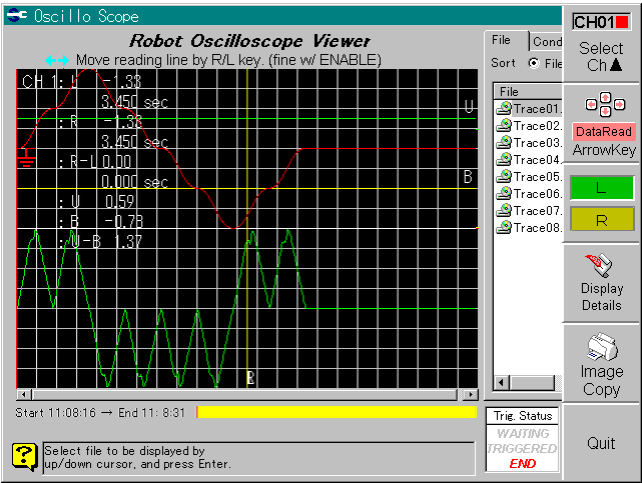 Oscillo Scope
Robot Oscilloscope Viewer
Move reading line by R/L key. (fine w/ ENABLE)
CH 1: L -1.33
3.450 sec
: R -1.33
3.450 sec
: R-L 0.00
0.000 sec
: U 0.59
: B -0.78
: U-B 1.37
U
B
R
Start 11:08:16 → End 11: 8:31
Select file to be displayed by
up/down cursor, and press Enter.
File Cond
Sort File
File
Trace01.
Trace02.
Trace03.
Trace04.
Trace05.
Trace06.
Trace07.
Trace08.
Trig. Status
WAITING
TRIGGERED
END
CH01
Select
Ch▲
DataRead
ArrowKey
L
R
Display
Details
Image
Copy
Quit